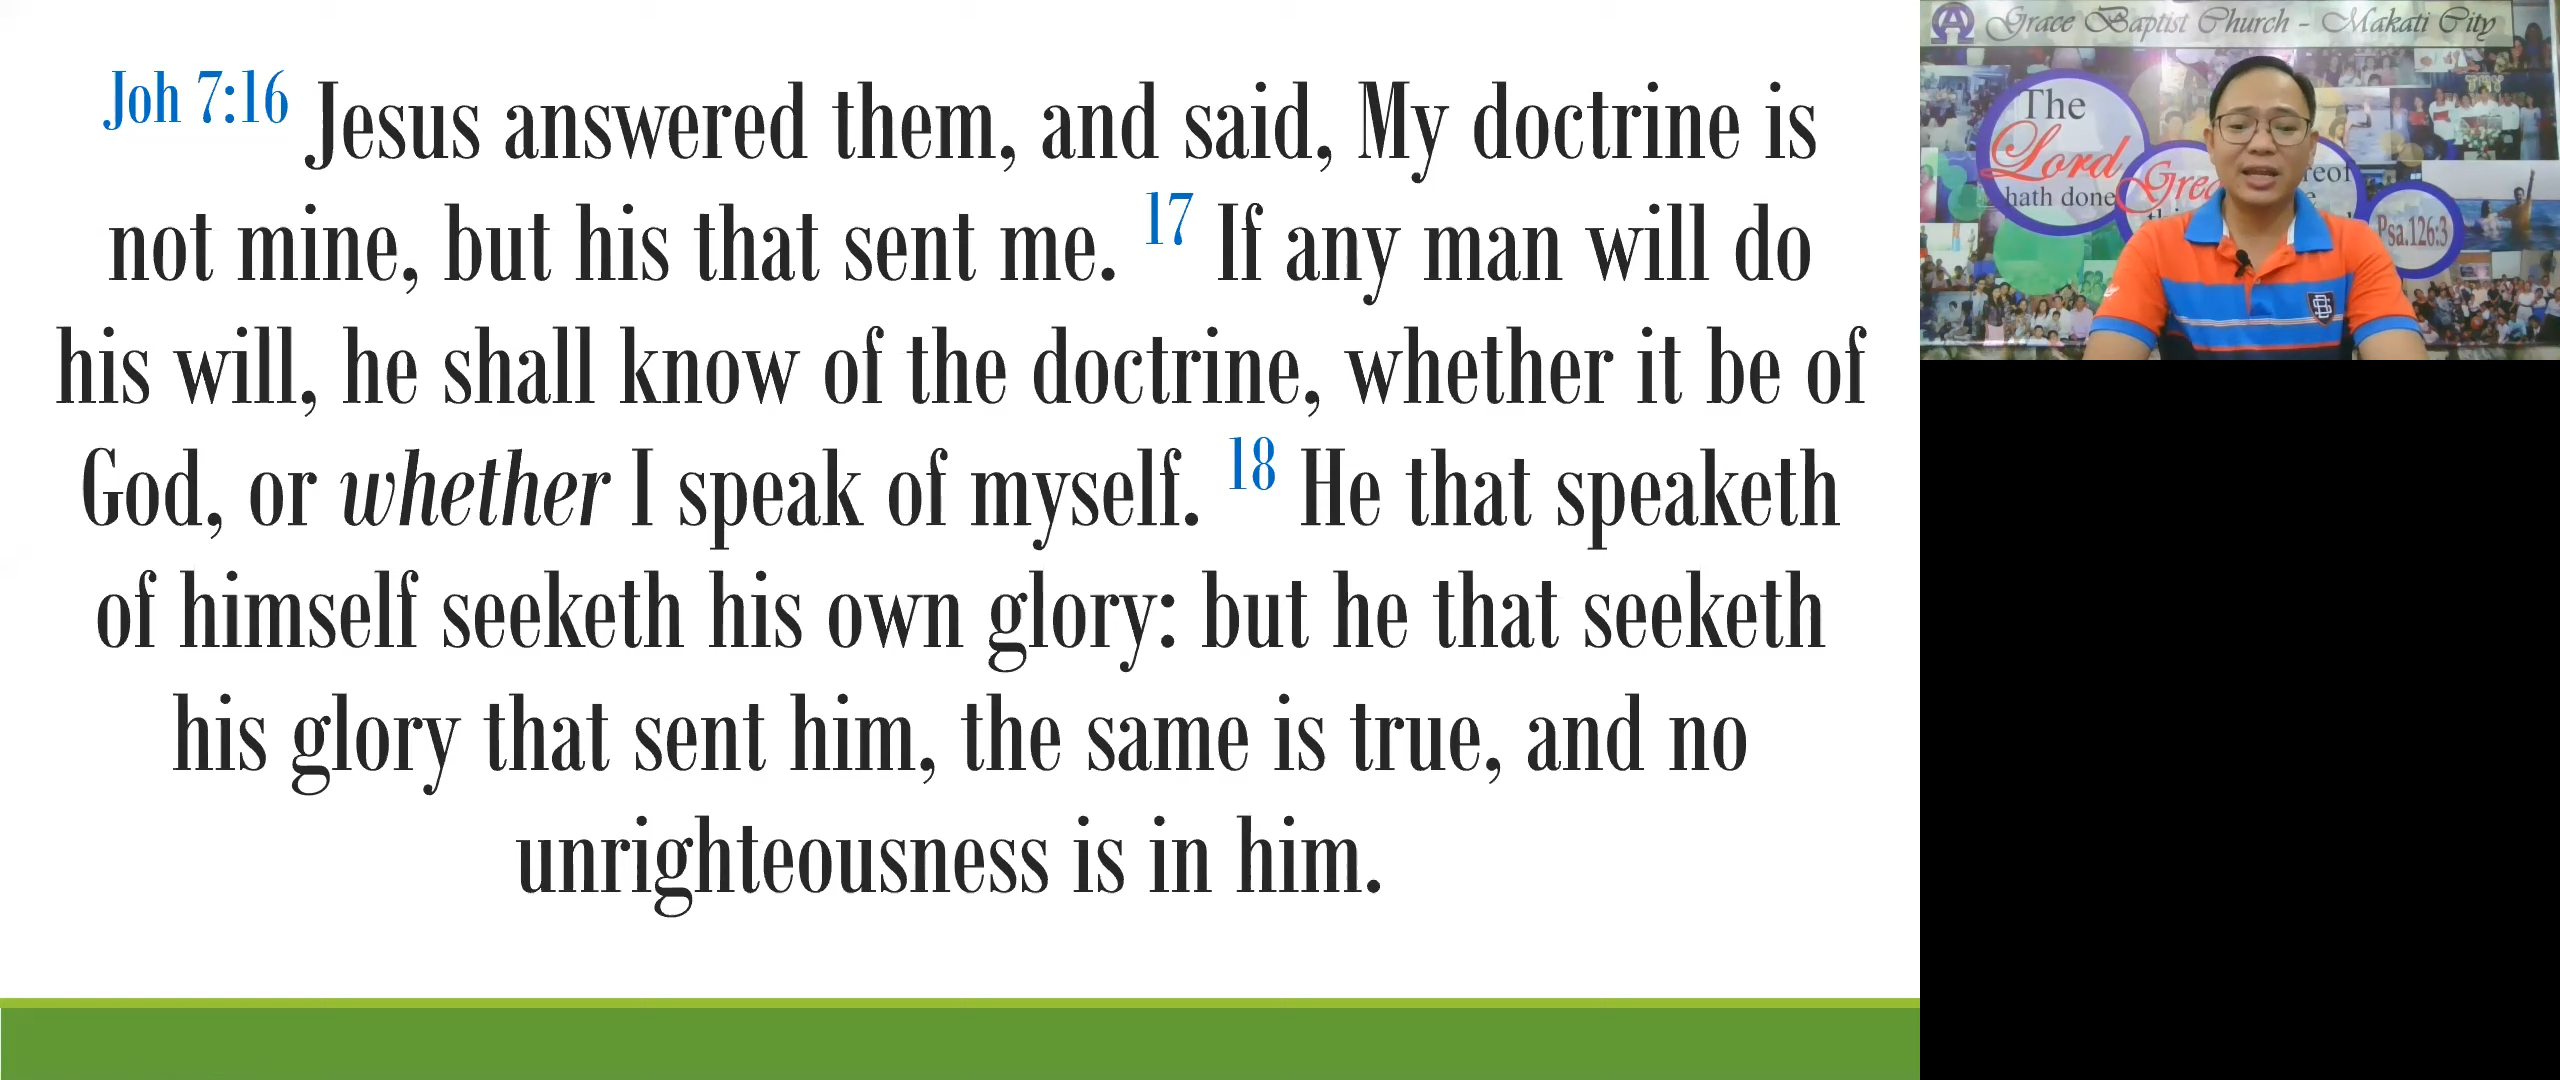 Joh 7:16 Jesus answered them, and said, My doctrine is
not mine, but his that sent me. 17 If any man will do
his will, he shall know of the doctrine, whether it be of
God, or whether I speak of myself. 18 He that speaketh
of himself seeketh his own glory: but he that seeketh
his glory that sent him, the same is true, and no
unrighteousness is in him.
Grace Baptist Church - Makati City
The
Lord
hath done
Grea
reof
Psa.126:3